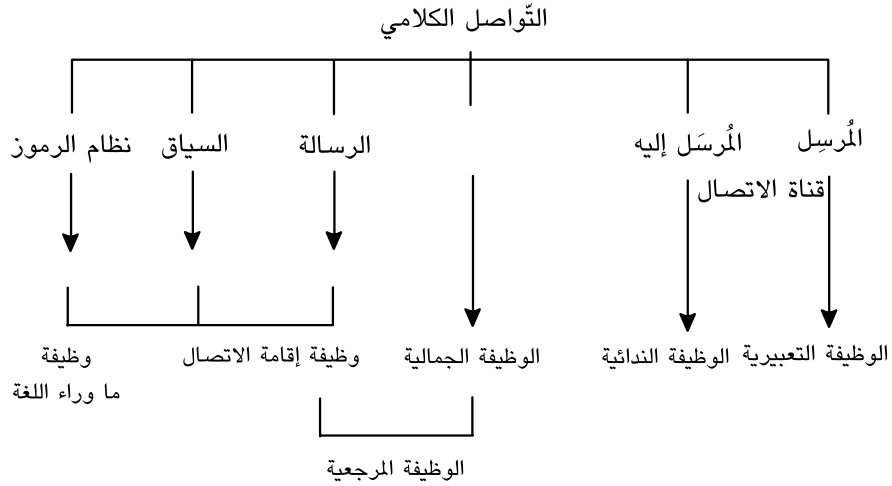 التّواصل الكلامي
المُرسِل
المُرسَل إليه
الرسالة
السياق
نظام الرموز
قناة الاتصال
الوظيفة التعبيرية
الوظيفة الندائية
الوظيفة الجمالية
وظيفة إقامة الاتصال
وظيفة
ما وراء اللغة
الوظيفة المرجعية